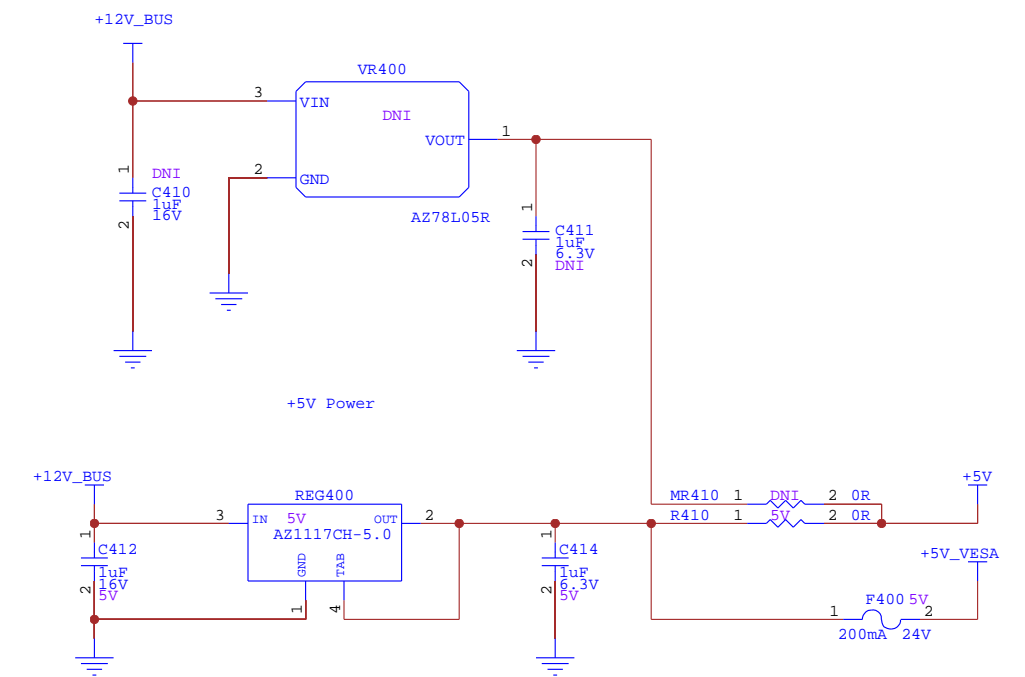 +12V_BUS
VR400
3
VIN
DNI
VOUT
1
2
GND
AZ78L05R
1
DNI
C410
1uF
16V
2
1
C411
1uF
6.3V
DNI
2
+5V Power
+12V_BUS
REG400
3
IN
5V
OUT
2
AZ1117CH-5.0
GND
TAB
1
4
1
C412
1uF
16V
5V
2
1
C414
1uF
6.3V
5V
2
MR410 1 DNI 2 0R
R410 1 5V 2 0R
+5V
+5V_VESA
F400 5V
1 2
200mA 24V